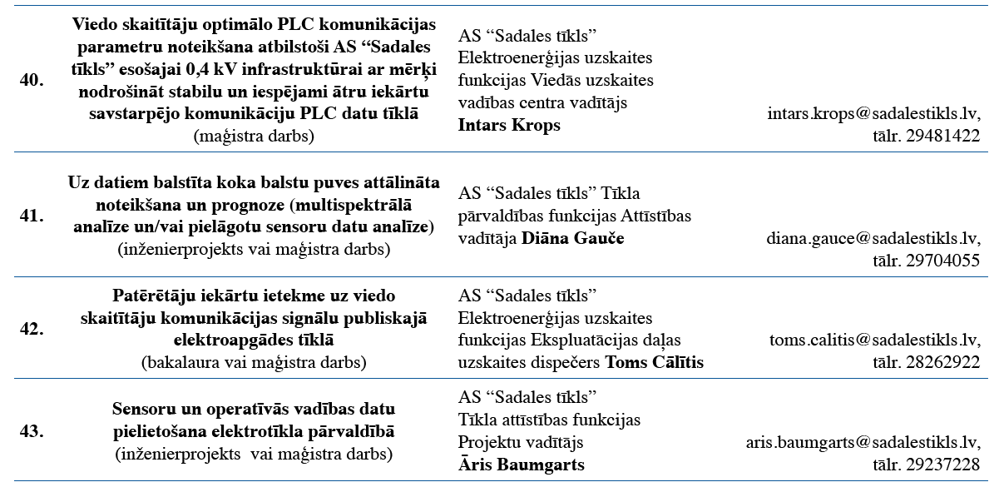 40.
Viedo skaitītāju optimālo PLC komunikācijas
parametru noteikšana atbilstoši AS “Sadales
tīkls” esošajai 0,4 kV infrastruktūrai ar mērķi
nodrošināt stabilu un iespējami ātru iekārtu
savstarpējo komunikāciju PLC datu tīklā
(maģistra darbs)
AS “Sadales tīkls”
Elektroenerģijas uzskaites
funkcijas Viedās uzskaites
vadības centra vadītājs
Intars Krops
intars.krops@sadalestikls.lv,
tālr. 29481422
41.
Uz datiem balstīta koka balstu puves attālināta
noteikšana un prognoze (multispektrālā
analīze un/vai pielāgotu sensoru datu analīze)
(inženierprojekts vai maģistra darbs)
AS “Sadales tīkls” Tīkla
pārvaldības funkcijas Attīstības
vadītāja Diāna Gauče
diana.gauce@sadalestikls.lv,
tālr. 29704055
42.
Patērētāju iekārtu ietekme uz viedo
skaitītāju komunikācijas signālu publiskajā
elektroapgādes tīklā
(bakalaura vai maģistra darbs)
AS “Sadales tīkls”
Elektroenerģijas uzskaites
funkcijas Ekspluatācijas daļas
uzskaites dispečers Toms Cālītis
toms.calitis@sadalestikls.lv,
tālr. 28262922
43.
Sensoru un operatīvās vadības datu
pielietošana elektrotīkla pārvaldībā
(inženierprojekts vai maģistra darbs)
AS “Sadales tīkls”
Tīkla attīstības funkcijas
Projektu vadītājs
Āris Baumgarts
aris.baumgarts@sadalestikls.lv,
tālr. 29237228